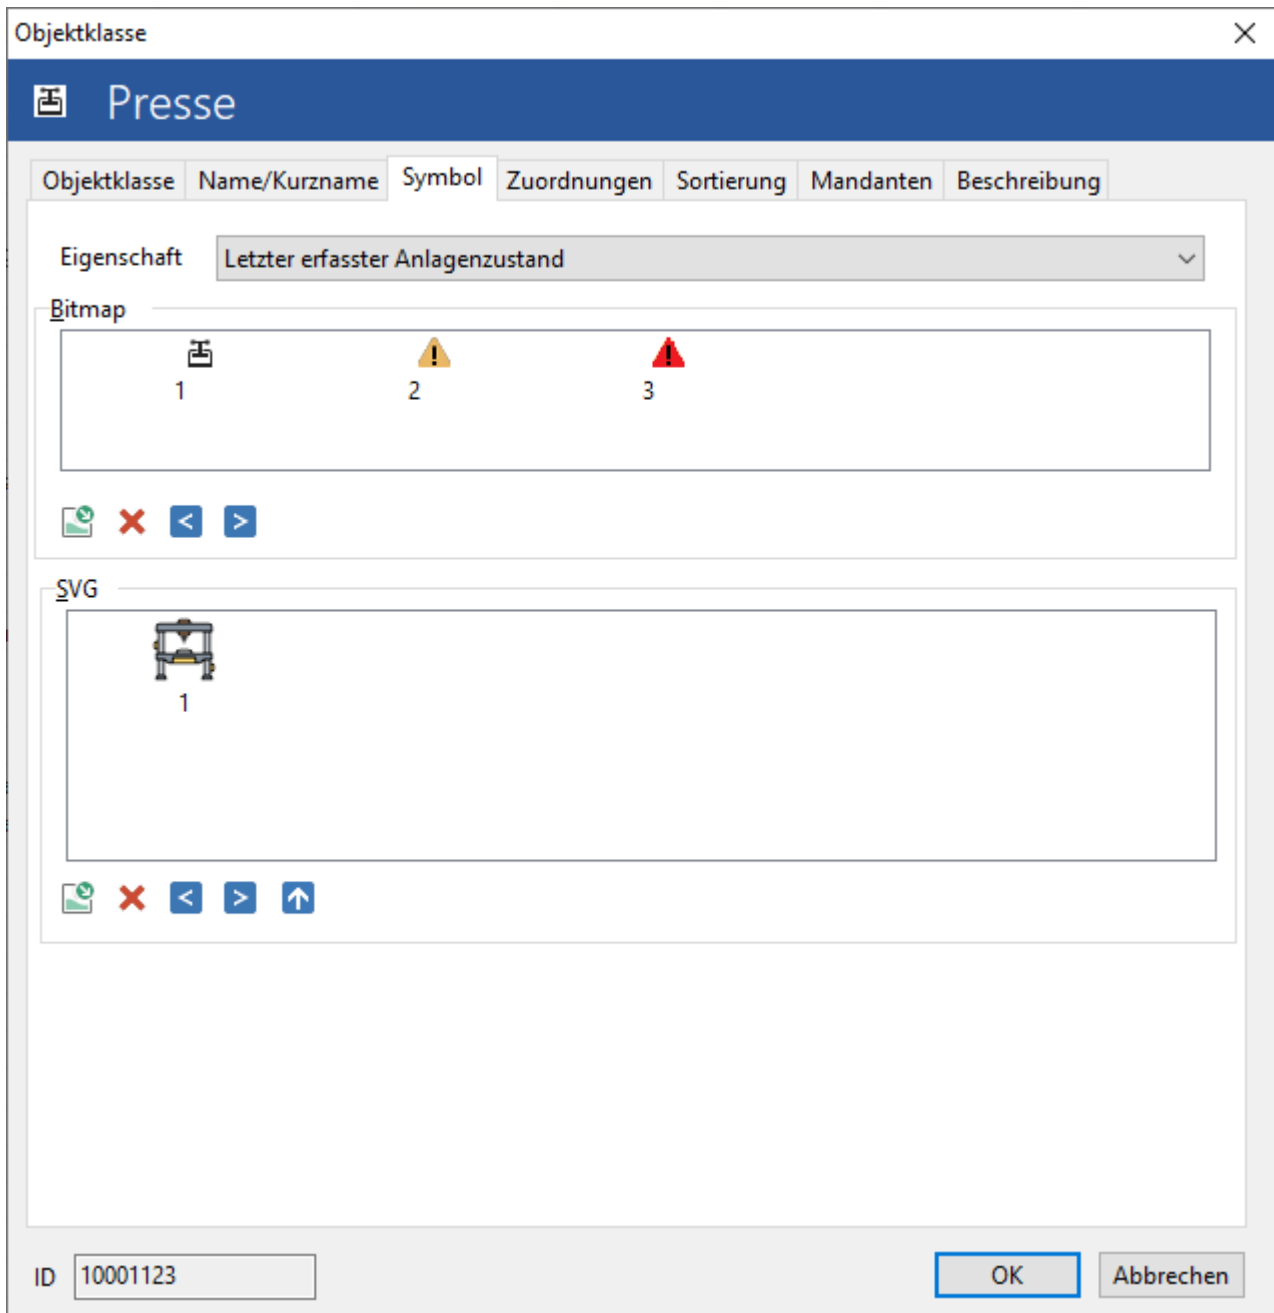 Objektklasse
Presse
Objektklasse Name/Kurzname Symbol Zuordnungen Sortierung Mandanten Beschreibung
Eigenschaft Letzter erfasster Anlagenzustand
Bitmap
1 2 3
SVG
1
ID 10001123 OK Abbrechen